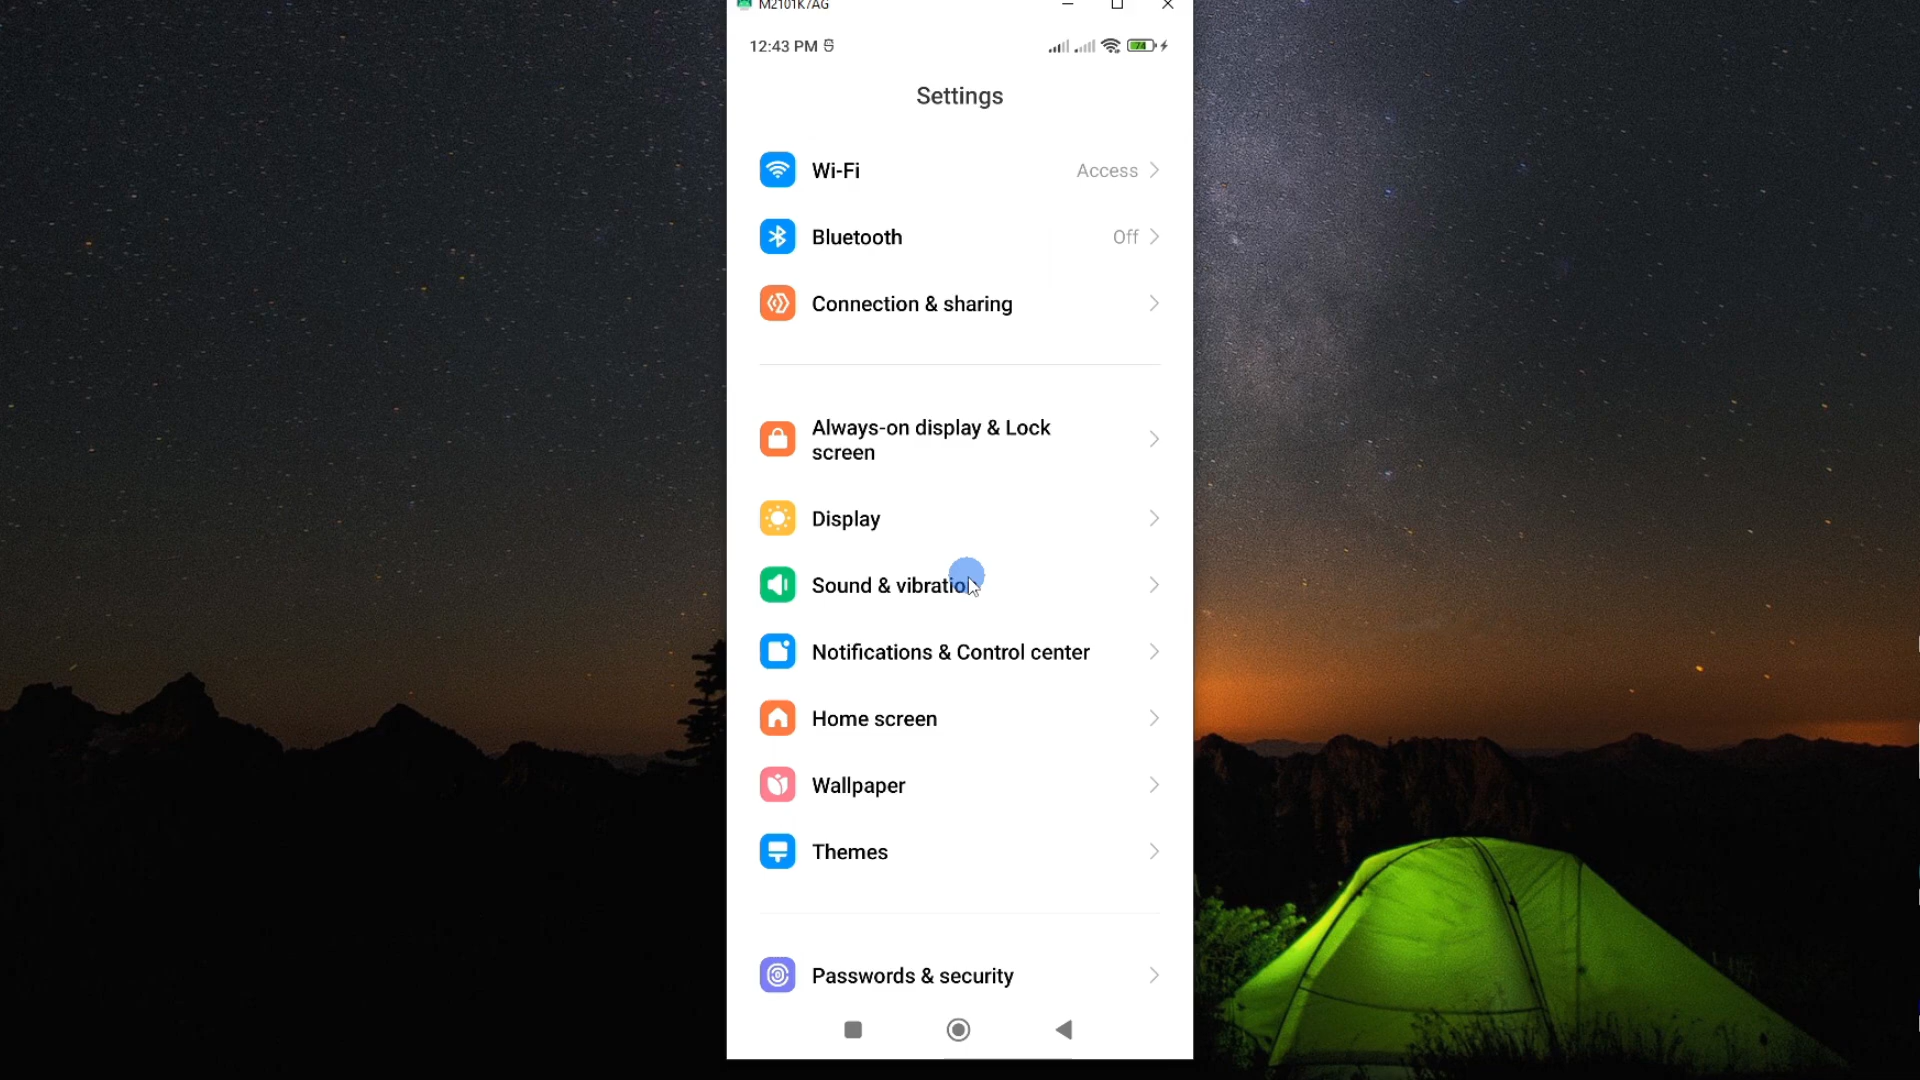 M2101K7AG
12:43 PM
74
Settings
Wi-Fi
Access
Bluetooth
Off
Connection & sharing
Always-on display & Lock
screen
Display
Sound & vibration
Notifications & Control center
Home screen
Wallpaper
Themes
Passwords & security